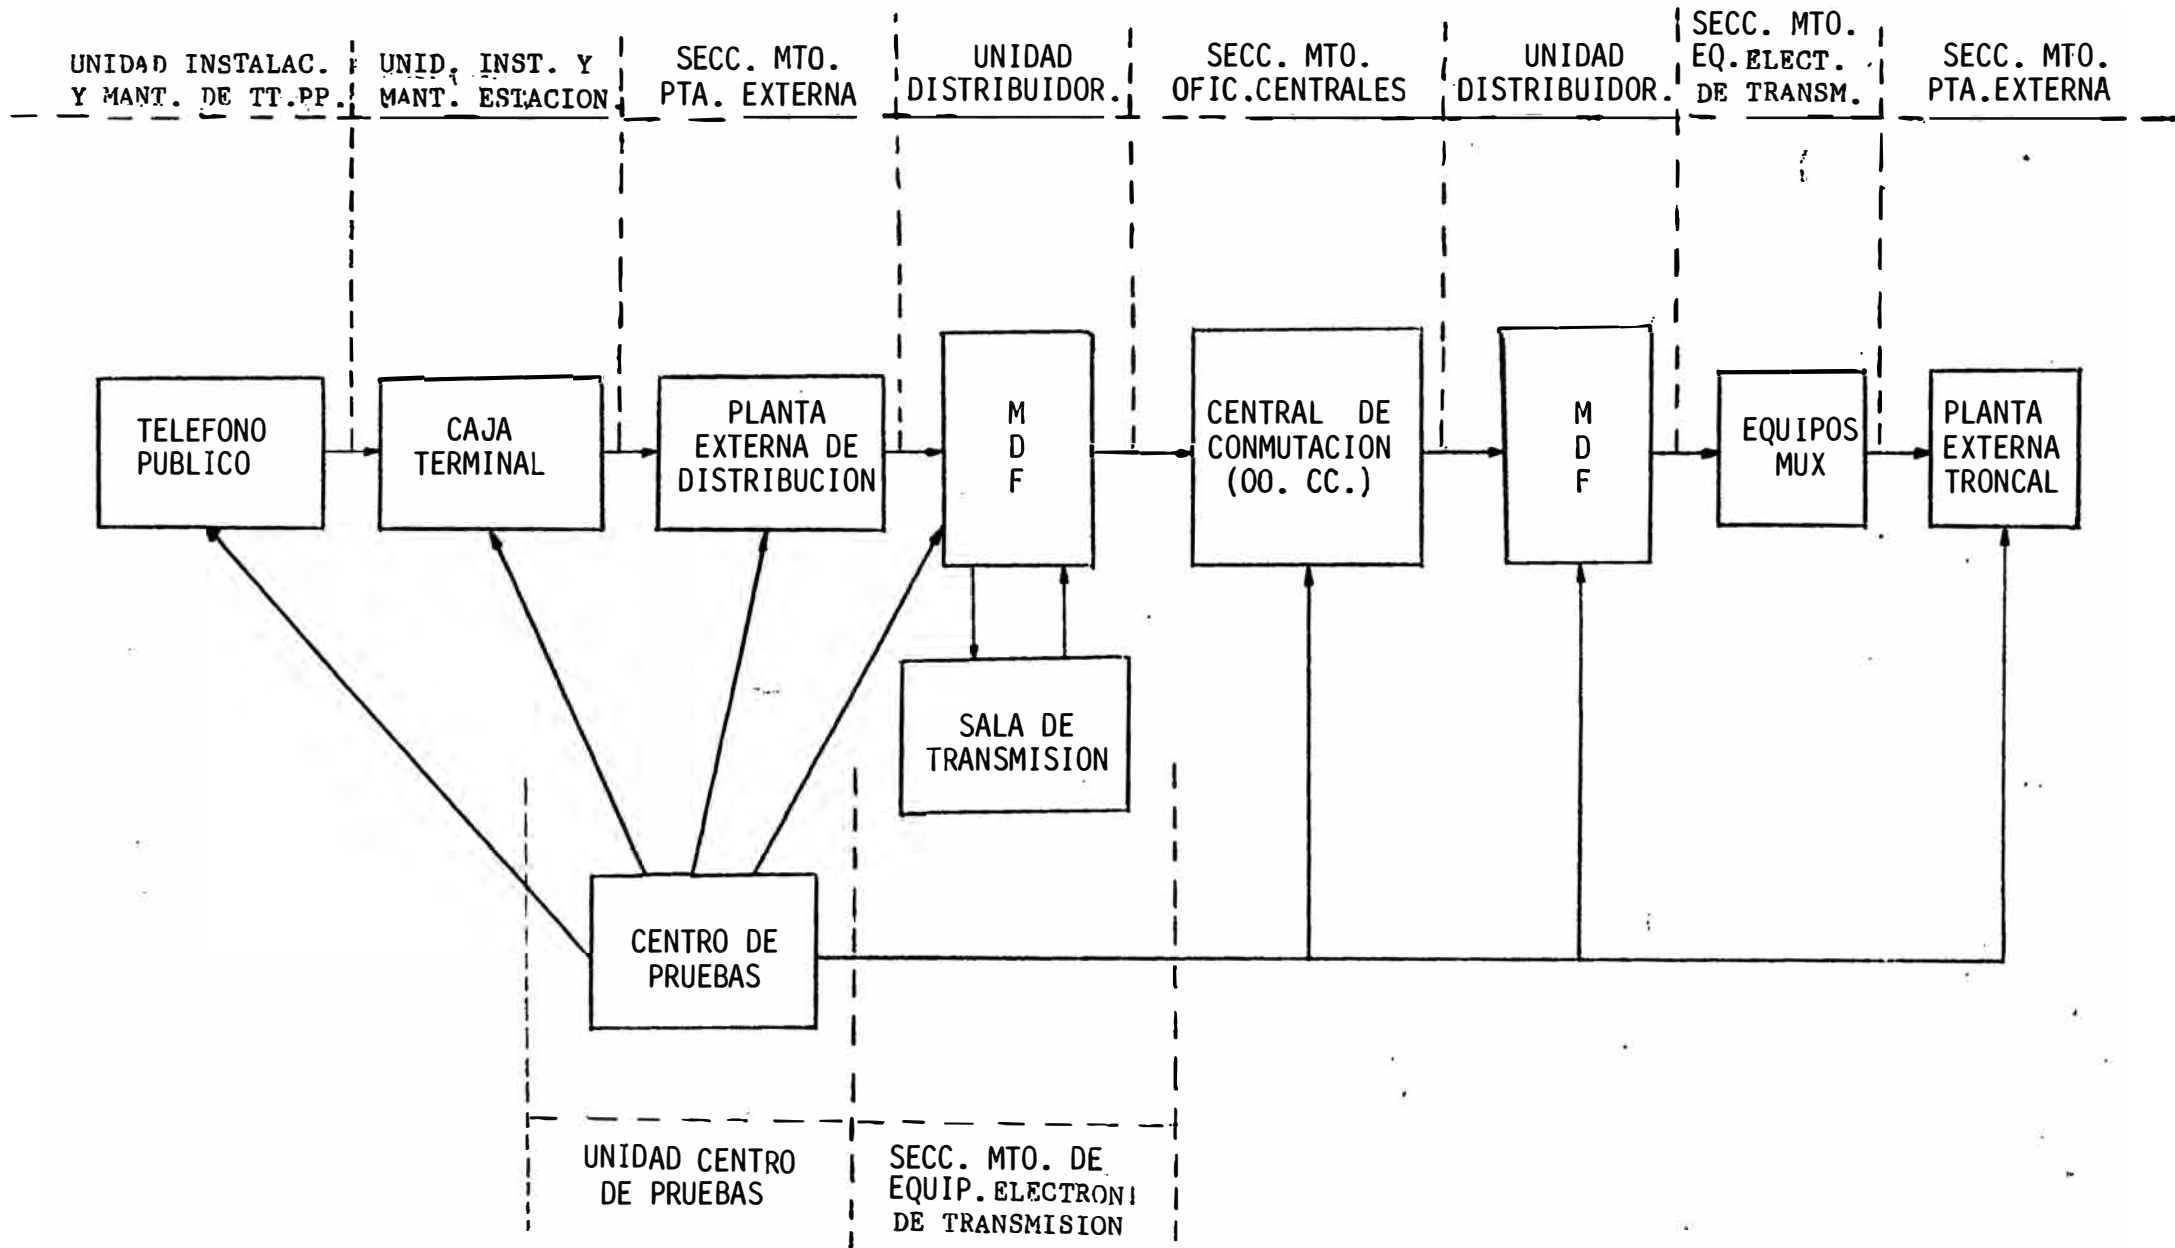 UNIDAD INSTALAC.
Y MANT. DE TT.PP.
UNID. INST. Y
MANT. ESTACION
SECC. MTO.
PTA. EXTERNA
UNIDAD
DISTRIBUIDOR.
SECC. MTO.
OFIC.CENTRALES
UNIDAD
DISTRIBUIDOR.
SECC. MTO.
EQ.ELECT.
DE TRANSM.
SECC. MTO.
PTA.EXTERNA
TELEFONO
PUBLICO
CAJA
TERMINAL
PLANTA
EXTERNA DE
DISTRIBUCION
M
D
F
CENTRAL DE
CONMUTACION
(OO. CC.)
M
D
F
EQUIPOS
MUX
PLANTA
EXTERNA
TRONCAL
SALA DE
TRANSMISION
CENTRO DE
PRUEBAS
UNIDAD CENTRO
DE PRUEBAS
SECC. MTO. DE
EQUIP.ELECTRONI
DE TRANSMISION